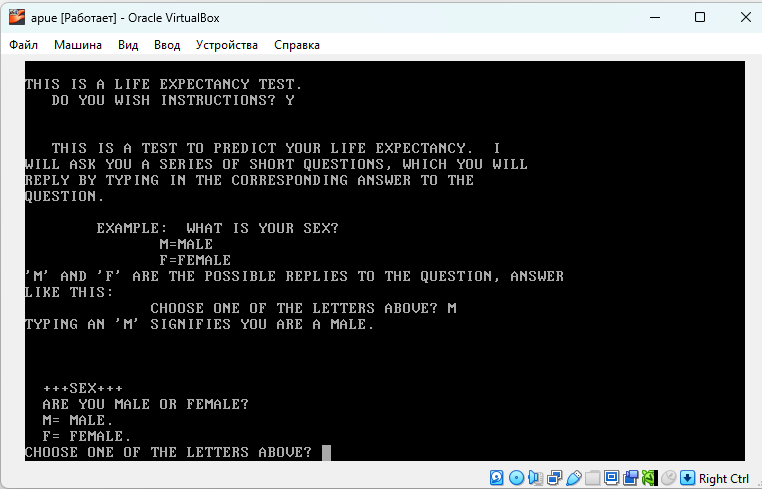 apue [Работает] - Oracle VirtualBox
Файл Машина Вид Ввод Устройства Справка
THIS IS A LIFE EXPECTANCY TEST.
DO YOU WISH INSTRUCTIONS? Y
THIS IS A TEST TO PREDICT YOUR LIFE EXPECTANCY. I
WILL ASK YOU A SERIES OF SHORT QUESTIONS, WHICH YOU WILL
REPLY BY TYPING IN THE CORRESPONDING ANSWER TO THE
QUESTION.
EXAMPLE: WHAT IS YOUR SEX?
M=MALE
F=FEMALE
'M' AND 'F' ARE THE POSSIBLE REPLIES TO THE QUESTION, ANSWER
LIKE THIS:
CHOOSE ONE OF THE LETTERS ABOVE? M
TYPING AN 'M' SIGNIFIES YOU ARE A MALE.
+++SEX+++
ARE YOU MALE OR FEMALE?
M= MALE.
F= FEMALE.
CHOOSE ONE OF THE LETTERS ABOVE?
Right Ctrl